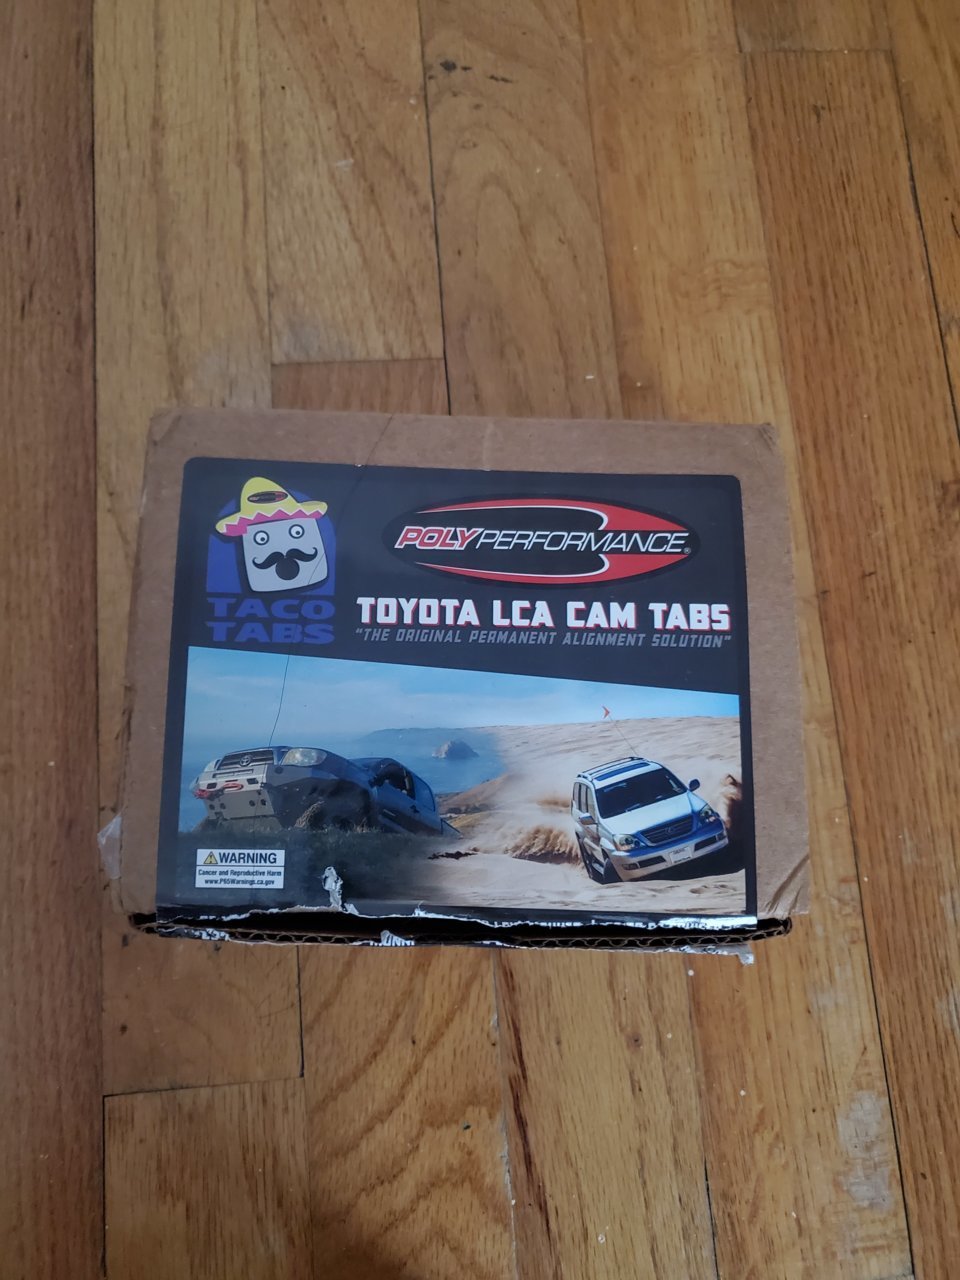 POLYPERFORMANCE®
TACO
TABS
TOYOTA LCA CAM TABS
"THE ORIGINAL PERMANENT ALIGNMENT SOLUTION"
WARNING
Cancer and Reproductive Harm
www.P65Warnings.ca.gov